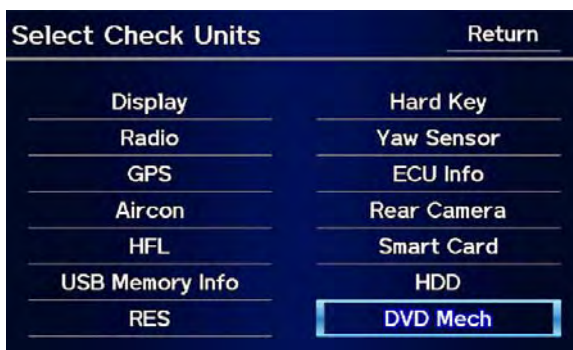 Select Check Units
Return
Display
Hard Key
Radio
Yaw Sensor
GPS
ECU Info
Aircon
Rear Camera
HFL
Smart Card
USB Memory Info
HDD
RES
DVD Mech